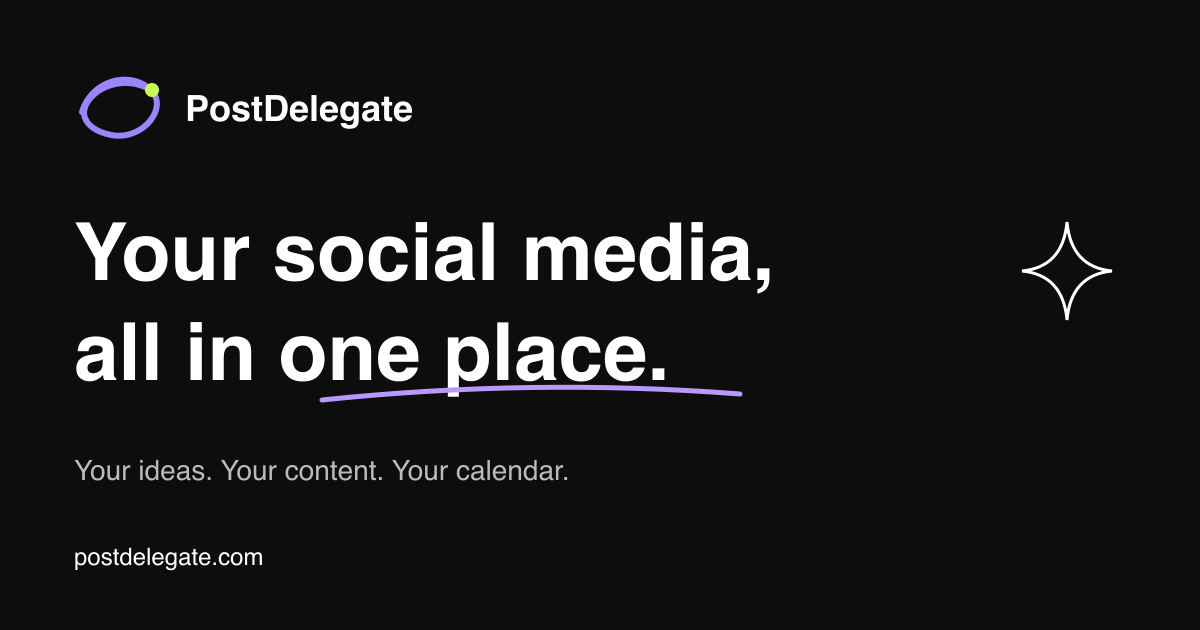 PostDelegate
Your social media,
all in one place.
Your ideas. Your content. Your calendar.
postdelegate.com